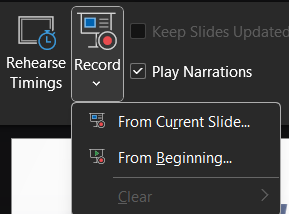 Rehearse
Timings
Record
Keep Slides Updated
Play Narrations
From Current Slide...
From Beginning...
Clear